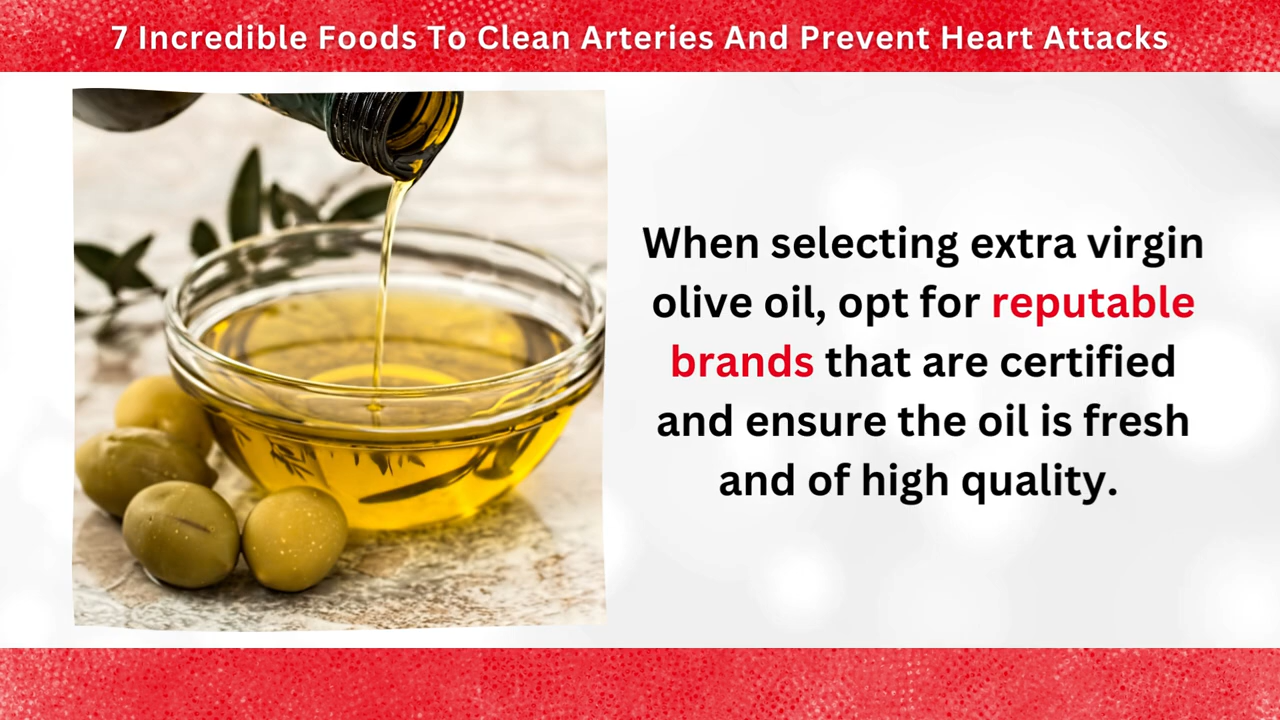 7 Incredible Foods To Clean Arteries And Prevent Heart Attacks
When selecting extra virgin
olive oil, opt for reputable
brands that are certified
and ensure the oil is fresh
and of high quality.